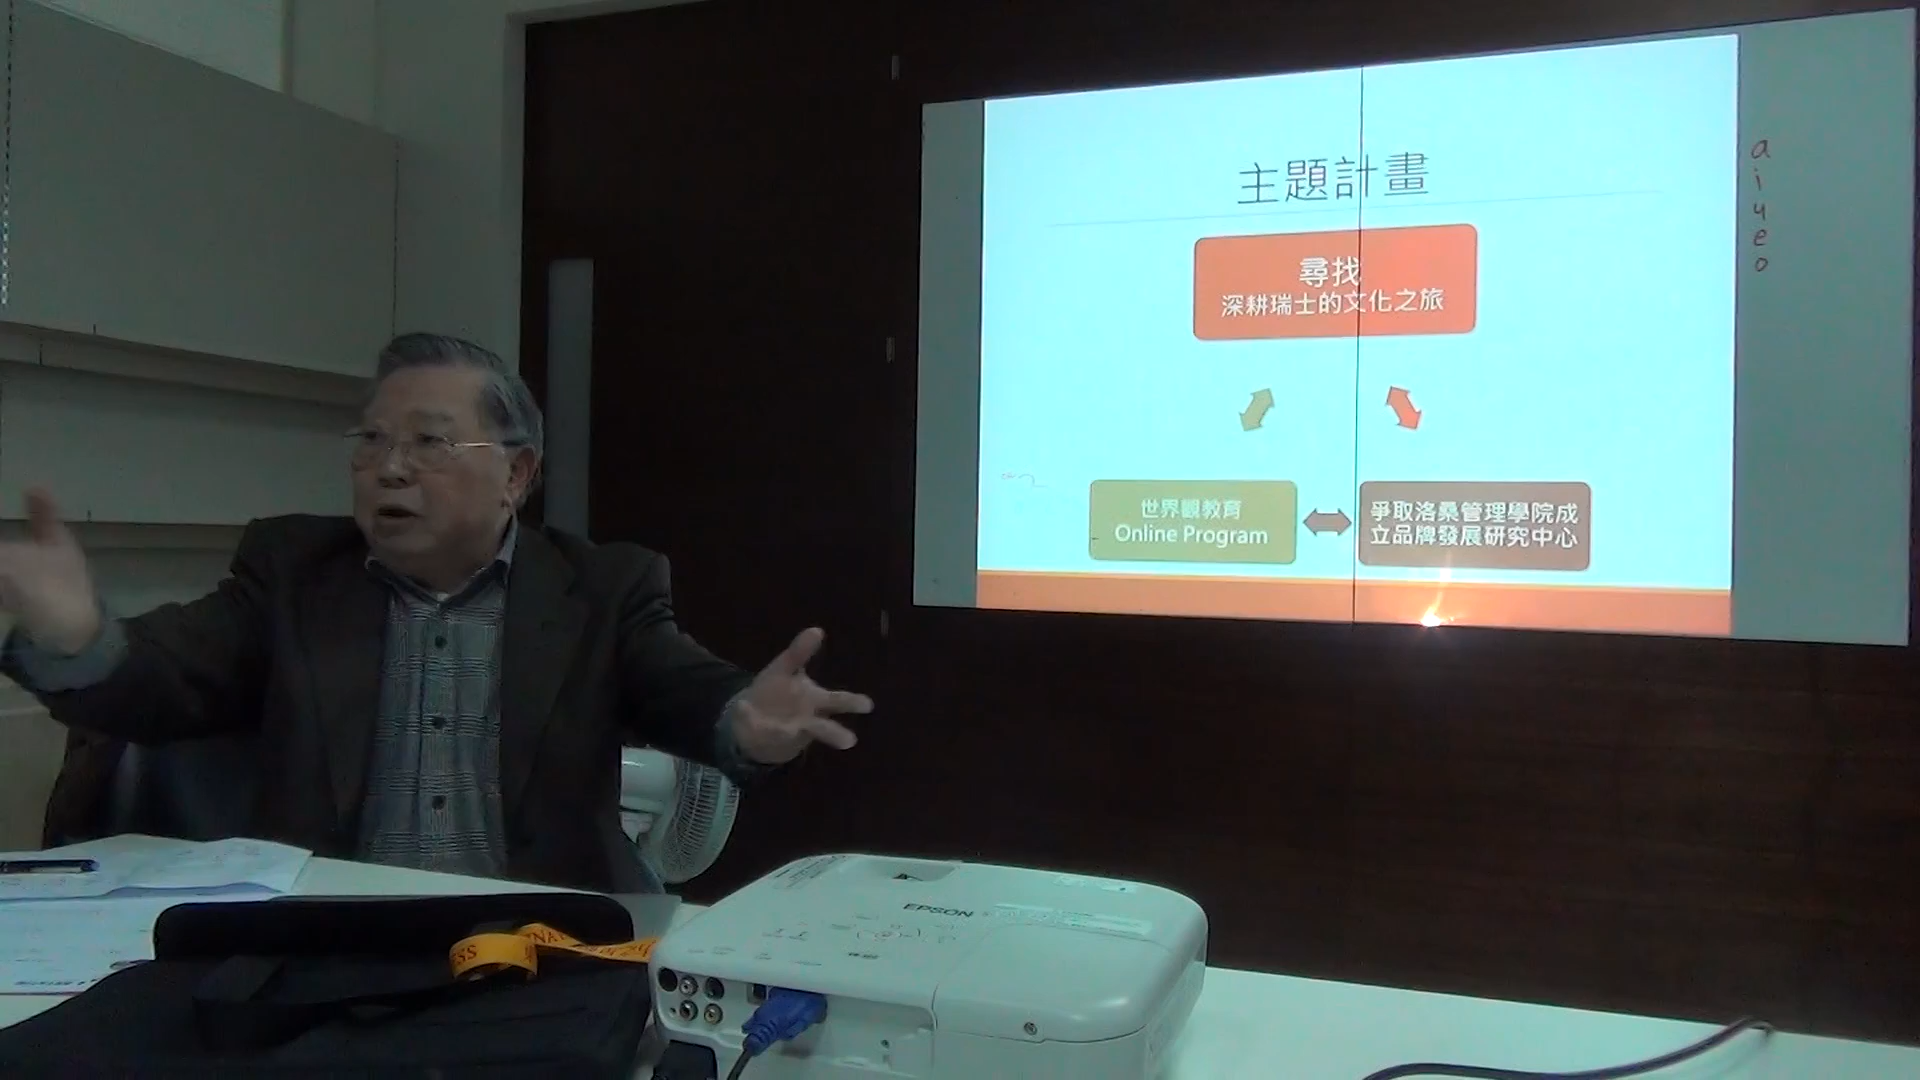 主題計畫
尋找
深耕瑞士的文化之旅
世界觀教育
Online Program
爭取洛桑管理學院成
立品牌發展研究中心
a
i
u
e
o
EPSON